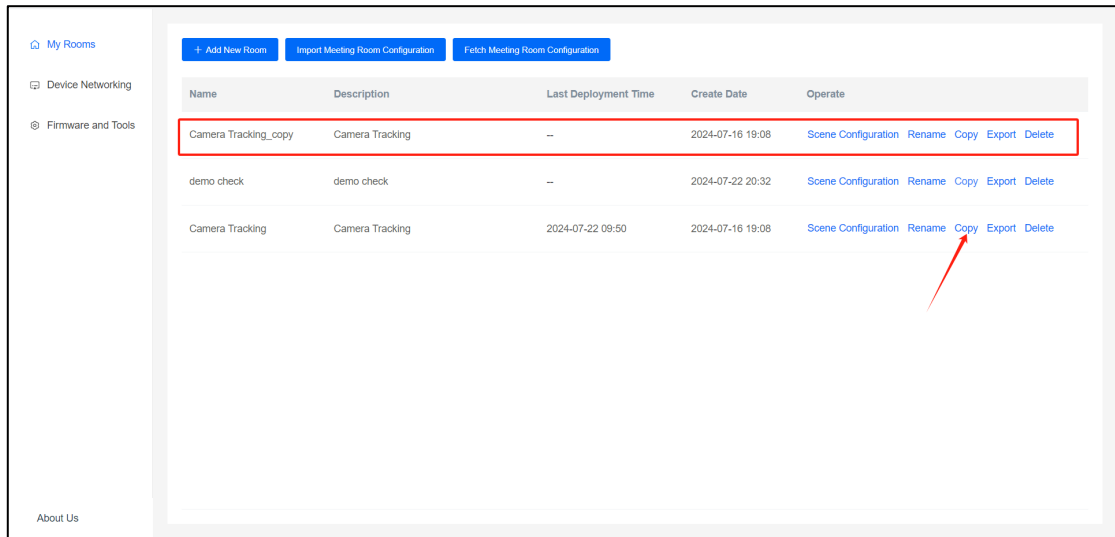 My Rooms
Device Networking
Firmware and Tools
About Us
+ Add New Room Import Meeting Room Configuration Fetch Meeting Room Configuration
Name Description Last Deployment Time Create Date Operate
Camera Tracking_copy Camera Tracking -- 2024-07-16 19:08 Scene Configuration Rename Copy Export Delete
demo check demo check -- 2024-07-22 20:32 Scene Configuration Rename Copy Export Delete
Camera Tracking Camera Tracking 2024-07-22 09:50 2024-07-16 19:08 Scene Configuration Rename Copy Export Delete